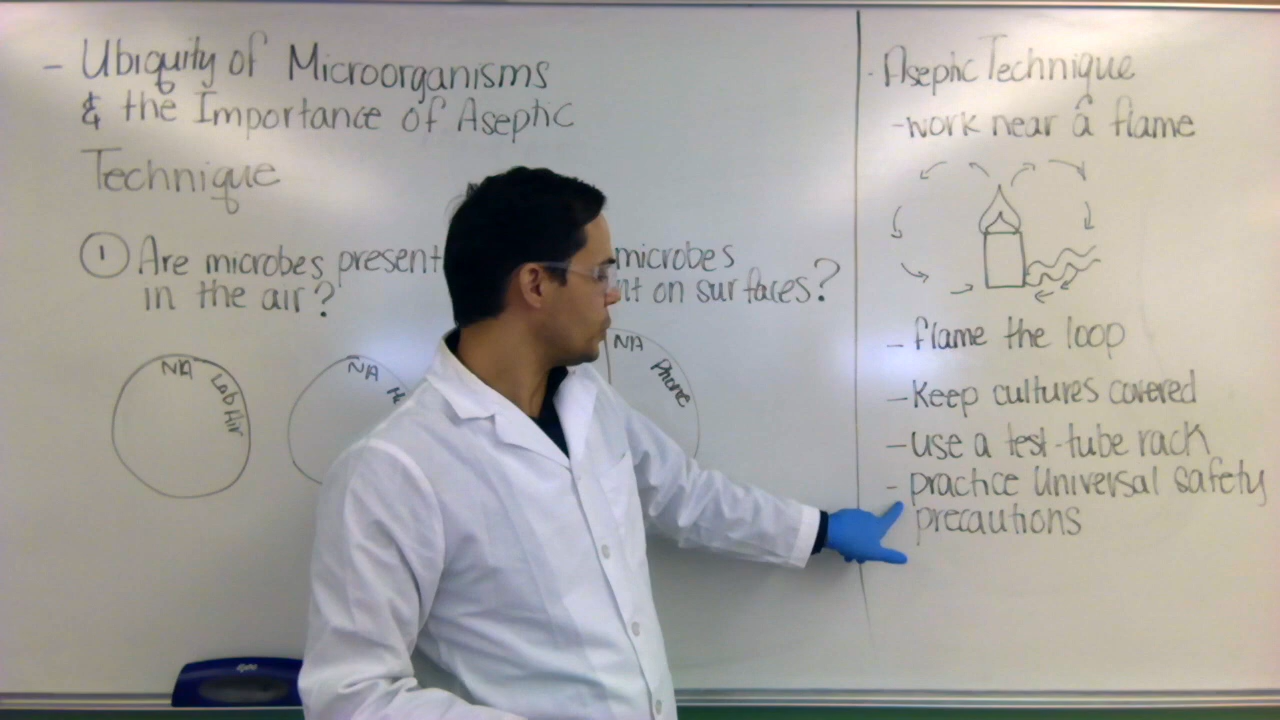 - Ubiquity of Microorganisms
& the Importance of Aseptic
Technique
① Are microbes present
in the air?
microbes
on surfaces?
NA
Lab Air
NA
NA
Phone
expo
· Aseptic Technique
- work near a flame
- flame the loop
- Keep cultures covered
- use a test-tube rack
- practice Universal safety
precautions